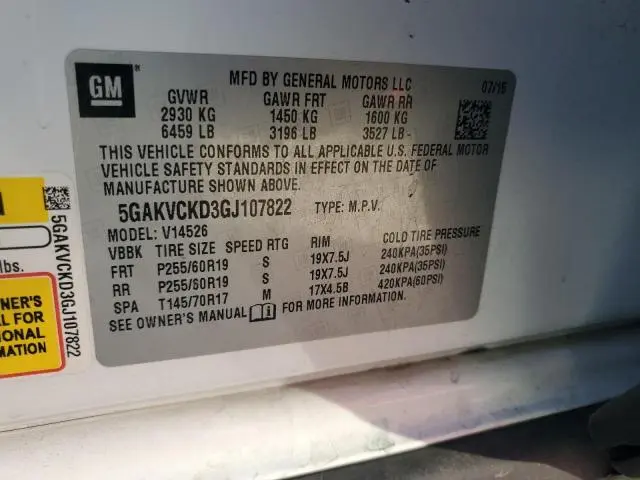 GM
MFD BY GENERAL MOTORS LLC 07/15
GVWR GAWR FRT GAWR RR
2930 KG 1450 KG 1600 KG
6459 LB 3196 LB 3527 LB
THIS VEHICLE CONFORMS TO ALL APPLICABLE U.S. FEDERAL MOTOR
VEHICLE SAFETY STANDARDS IN EFFECT ON THE DATE OF
MANUFACTURE SHOWN ABOVE.
5GAKVCKD3GJ107822 TYPE: M.P.V.
MODEL: V14526
VBBK TIRE SIZE SPEED RTG RIM COLD TIRE PRESSURE
FRT P255/60R19 S 19X7.5J 240KPA(35PSI)
RR P255/60R19 S 19X7.5J 240KPA(35PSI)
SPA T145/70R17 M 17X4.5B 420KPA(60PSI)
SEE OWNER'S MANUAL FOR MORE INFORMATION.
5GAKVCKD3GJ107822
lbs.
OWNER'S
FOR